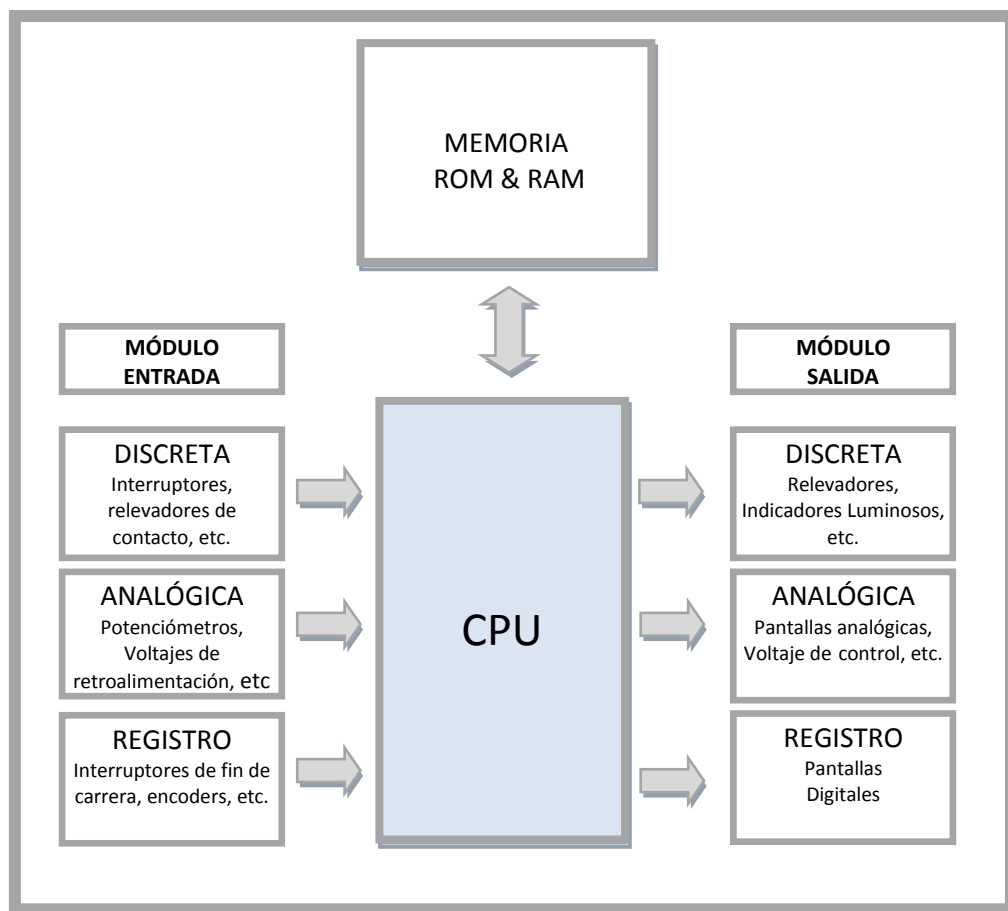 MEMORIA
ROM & RAM
MÓDULO
ENTRADA
MÓDULO
SALIDA
DISCRETA
Interruptores,
relevadores de
contacto, etc.
DISCRETA
Relevadores,
Indicadores Luminosos,
etc.
ANALÓGICA
Potenciómetros,
Voltajes de
retroalimentación, etc
CPU
ANALÓGICA
Pantallas analógicas,
Voltaje de control, etc.
REGISTRO
Interruptores de fin de
carrera, encoders, etc.
REGISTRO
Pantallas
Digitales